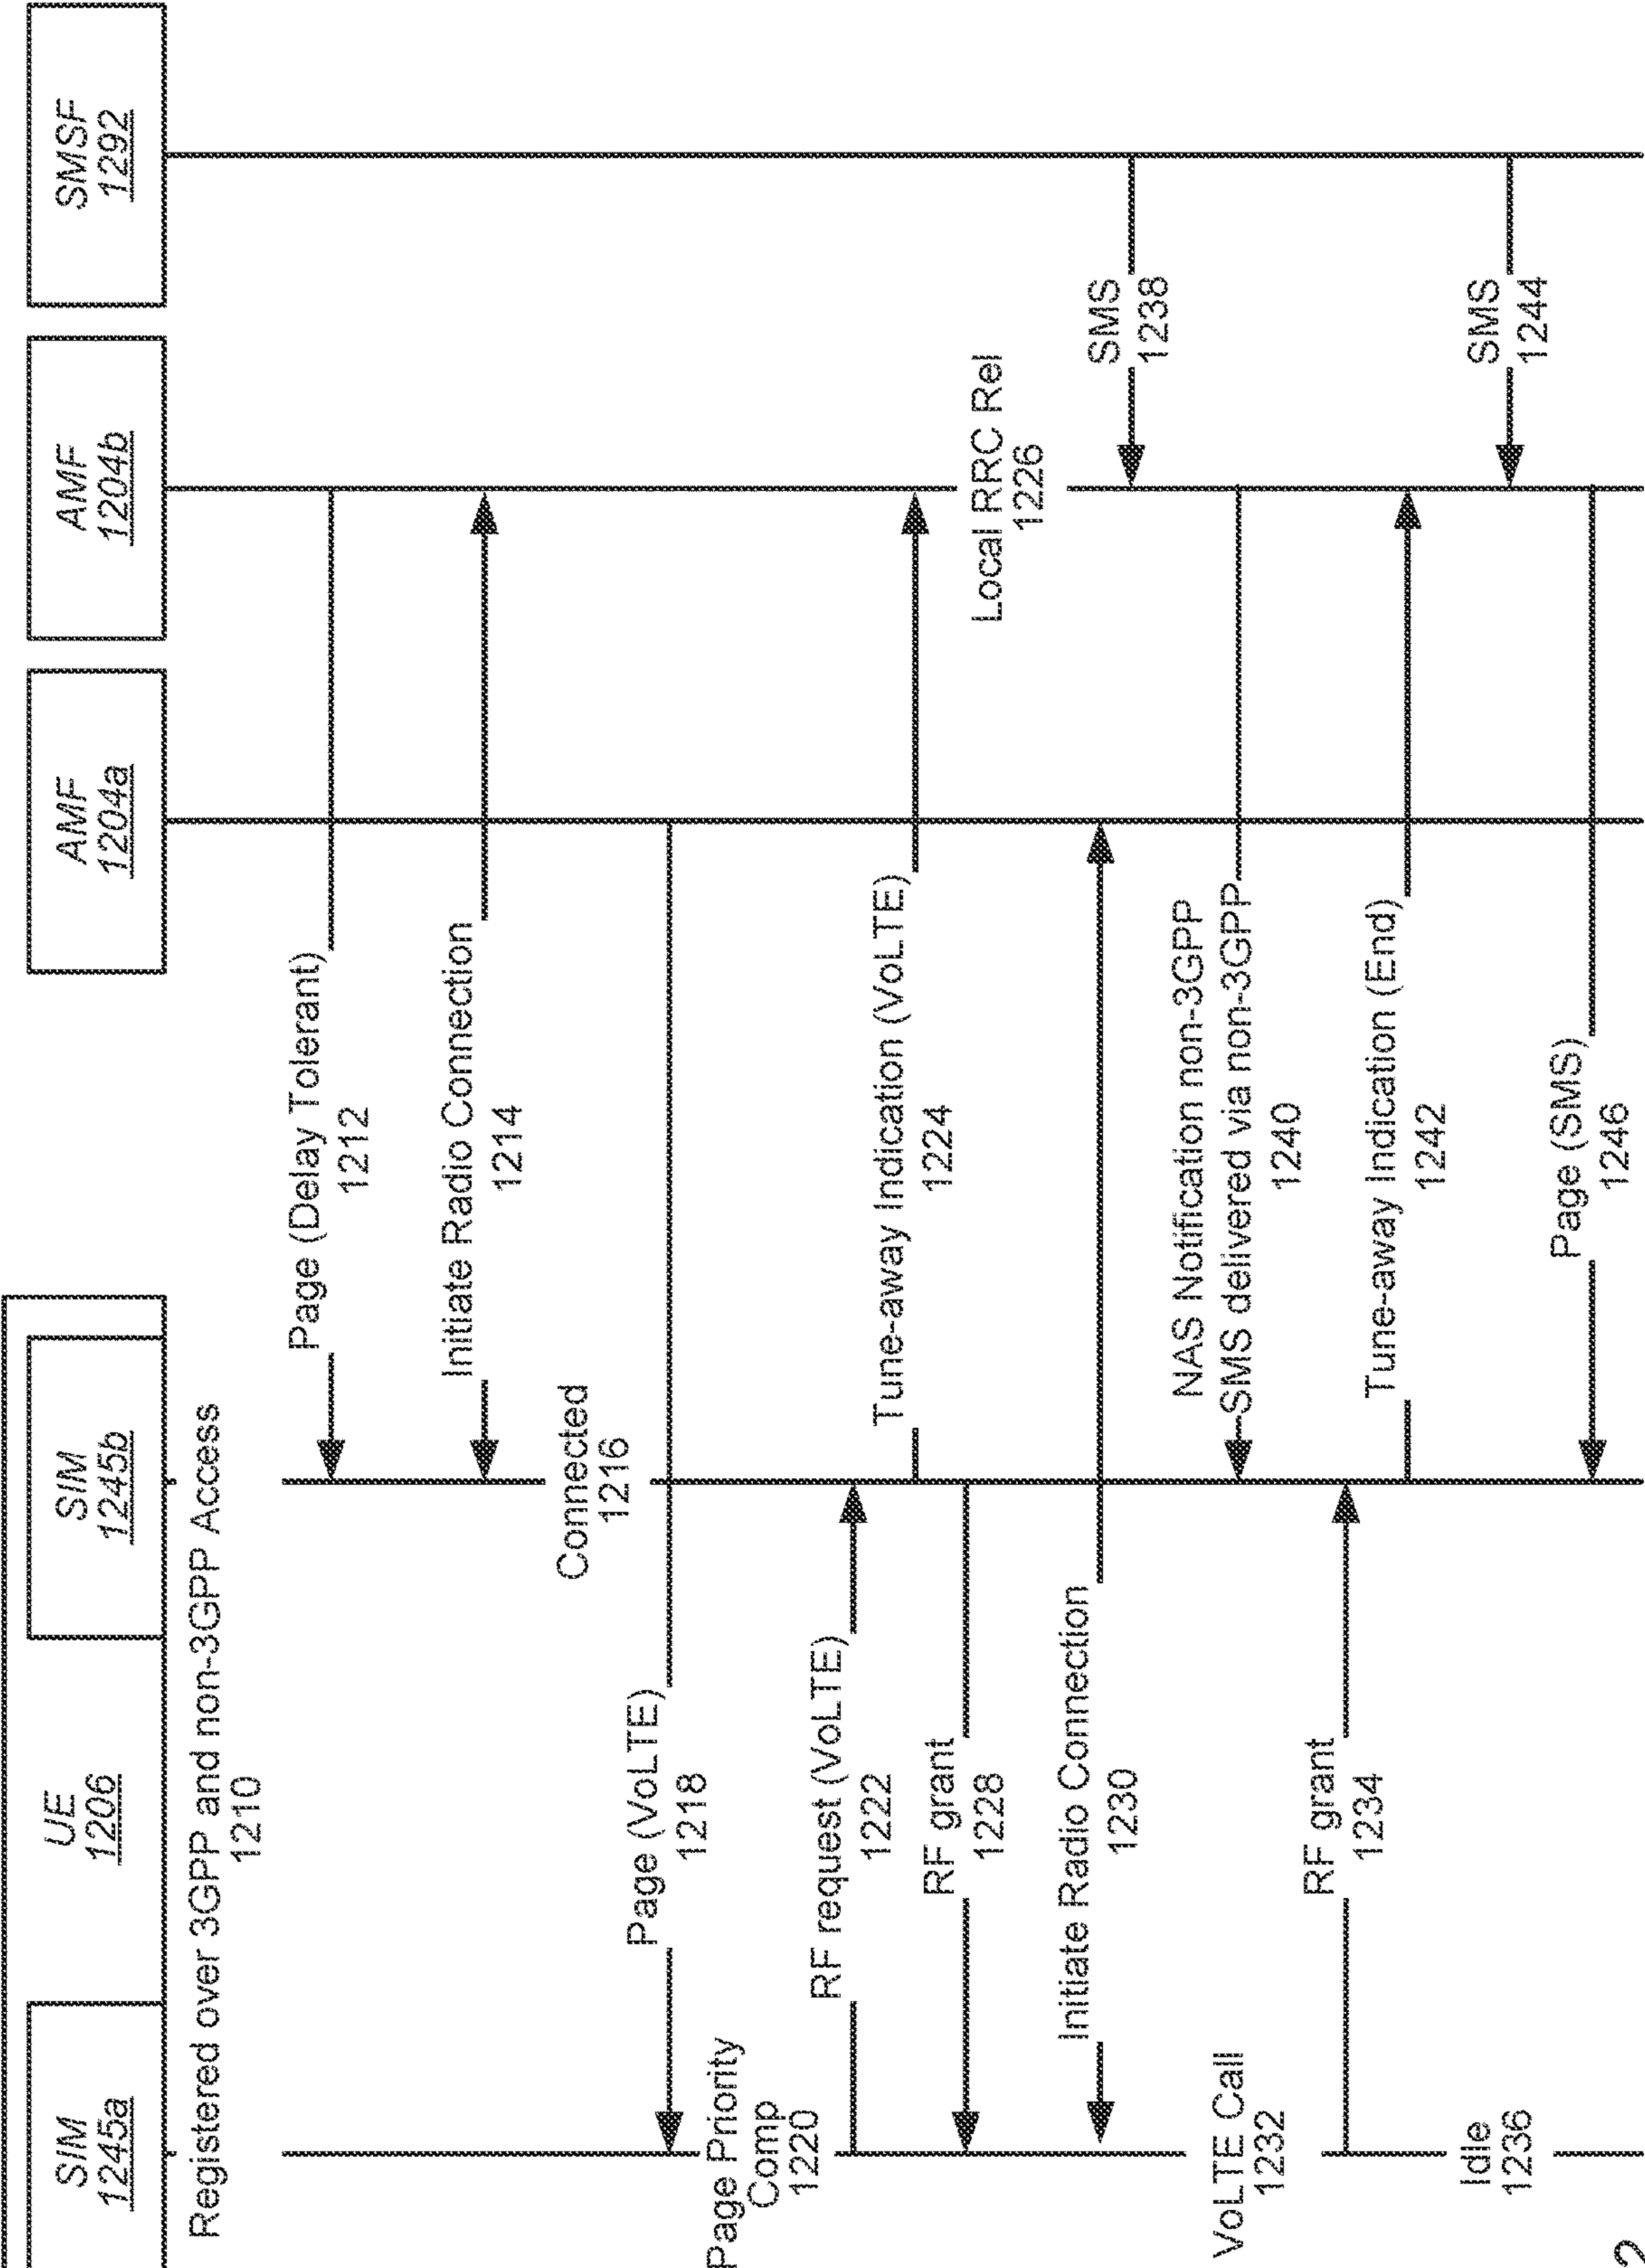 SIM
1245a
UE
1206
SIM
1245b
AMF
1204a
AMF
1204b
SMSF
1292
Registered over 3GPP and non-3GPP Access
1210
Page (Delay Tolerant)
1212
Initiate Radio Connection
1214
Connected
1216
Page (VoLTE)
1218
Page Priority
Comp
1220
RF request (VoLTE)
1222
Tune-away Indication (VoLTE)
1224
RF grant
1228
Local RRC Rel
1226
Initiate Radio Connection
1230
SMS
1238
NAS Notification non-3GPP
SMS delivered via non-3GPP
1240
VoLTE Call
1232
RF grant
1234
Tune-away Indication (End)
1242
Idle
1236
SMS
1244
Page (SMS)
1246